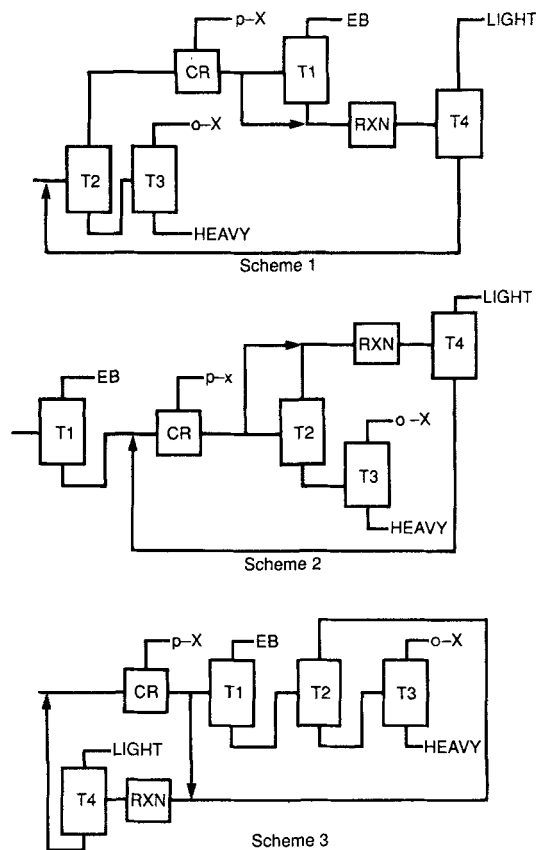 p-X
EB
LIGHT
CR
T1
RXN
T4
o-X
T2
T3
HEAVY
Scheme 1
LIGHT
RXN
T4
EB
p-x
T1
CR
T2
o-X
T3
HEAVY
Scheme 2
p-X
EB
o-X
CR
T1
T2
T3
LIGHT
HEAVY
T4
RXN
Scheme 3